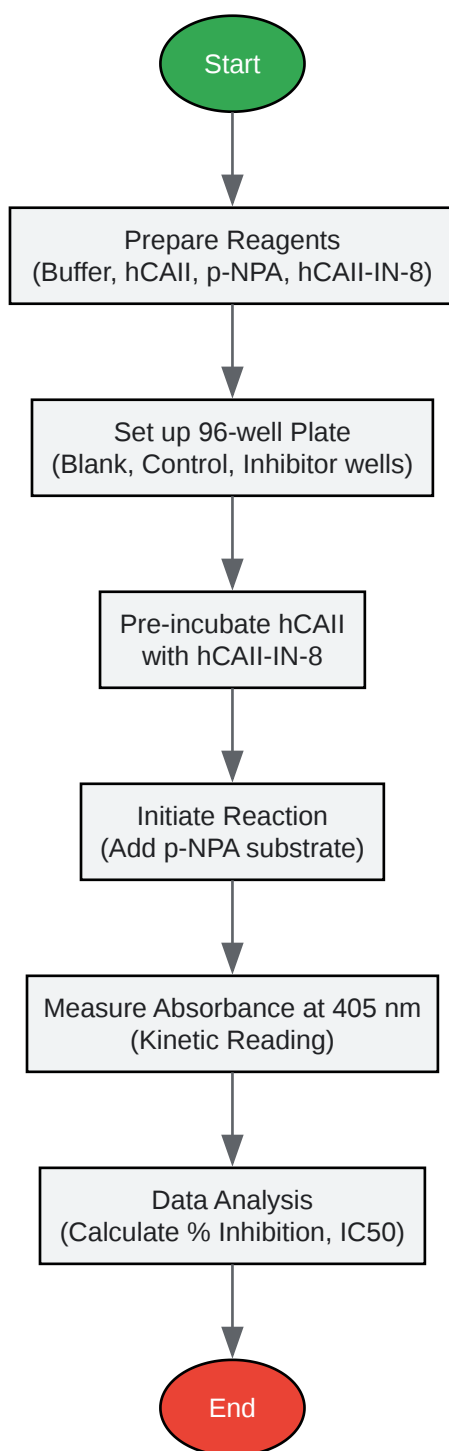 Start
Prepare Reagents
(Buffer, hCAII, p-NPA, hCAII-IN-8)
Set up 96-well Plate
(Blank, Control, Inhibitor wells)
Pre-incubate hCAII
with hCAII-IN-8
Initiate Reaction
(Add p-NPA substrate)
Measure Absorbance at 405 nm
(Kinetic Reading)
Data Analysis
(Calculate % Inhibition, IC50)
End